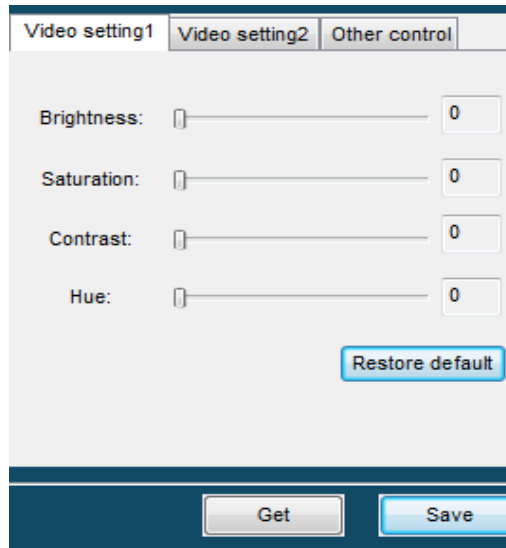 Video setting1 Video setting2 Other control
Brightness: 0
Saturation: 0
Contrast: 0
Hue: 0
Restore default
Get Save